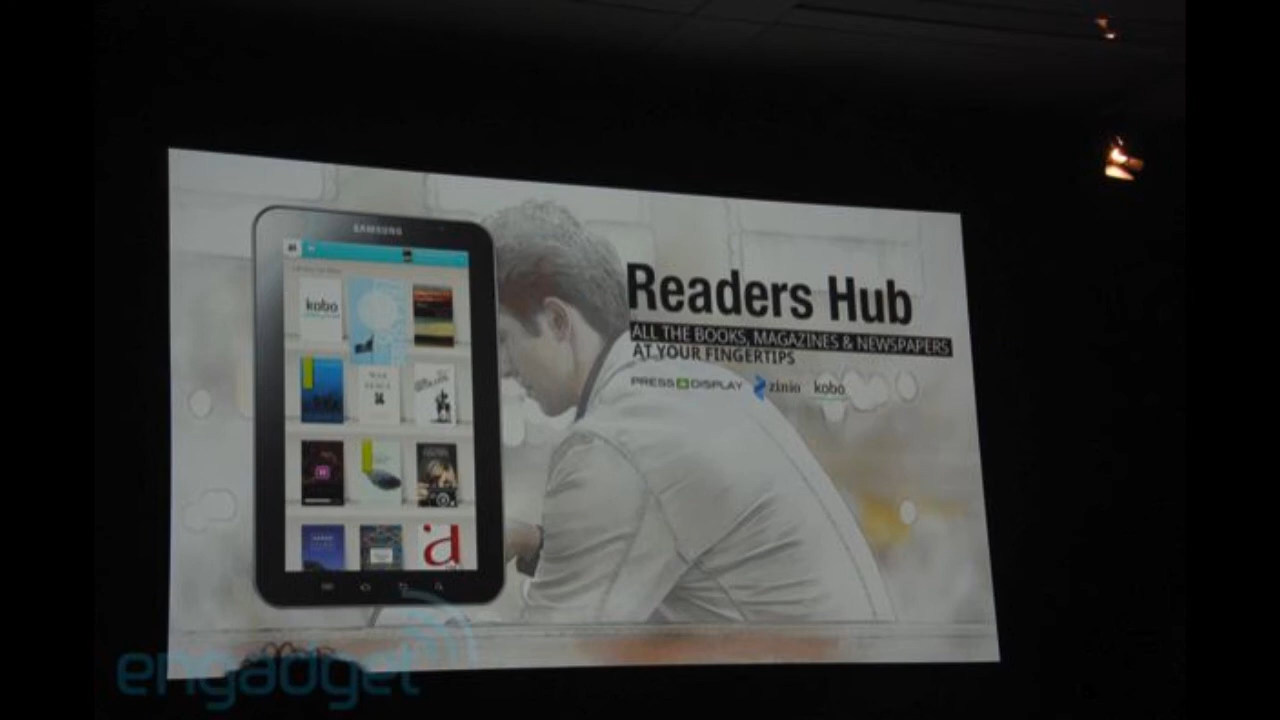 SAMSUNG
kobo
Readers Hub
ALL THE BOOKS, MAGAZINES & NEWSPAPERS
AT YOUR FINGERTIPS
PRESS DISPLAY zinio kobo
a
engadget